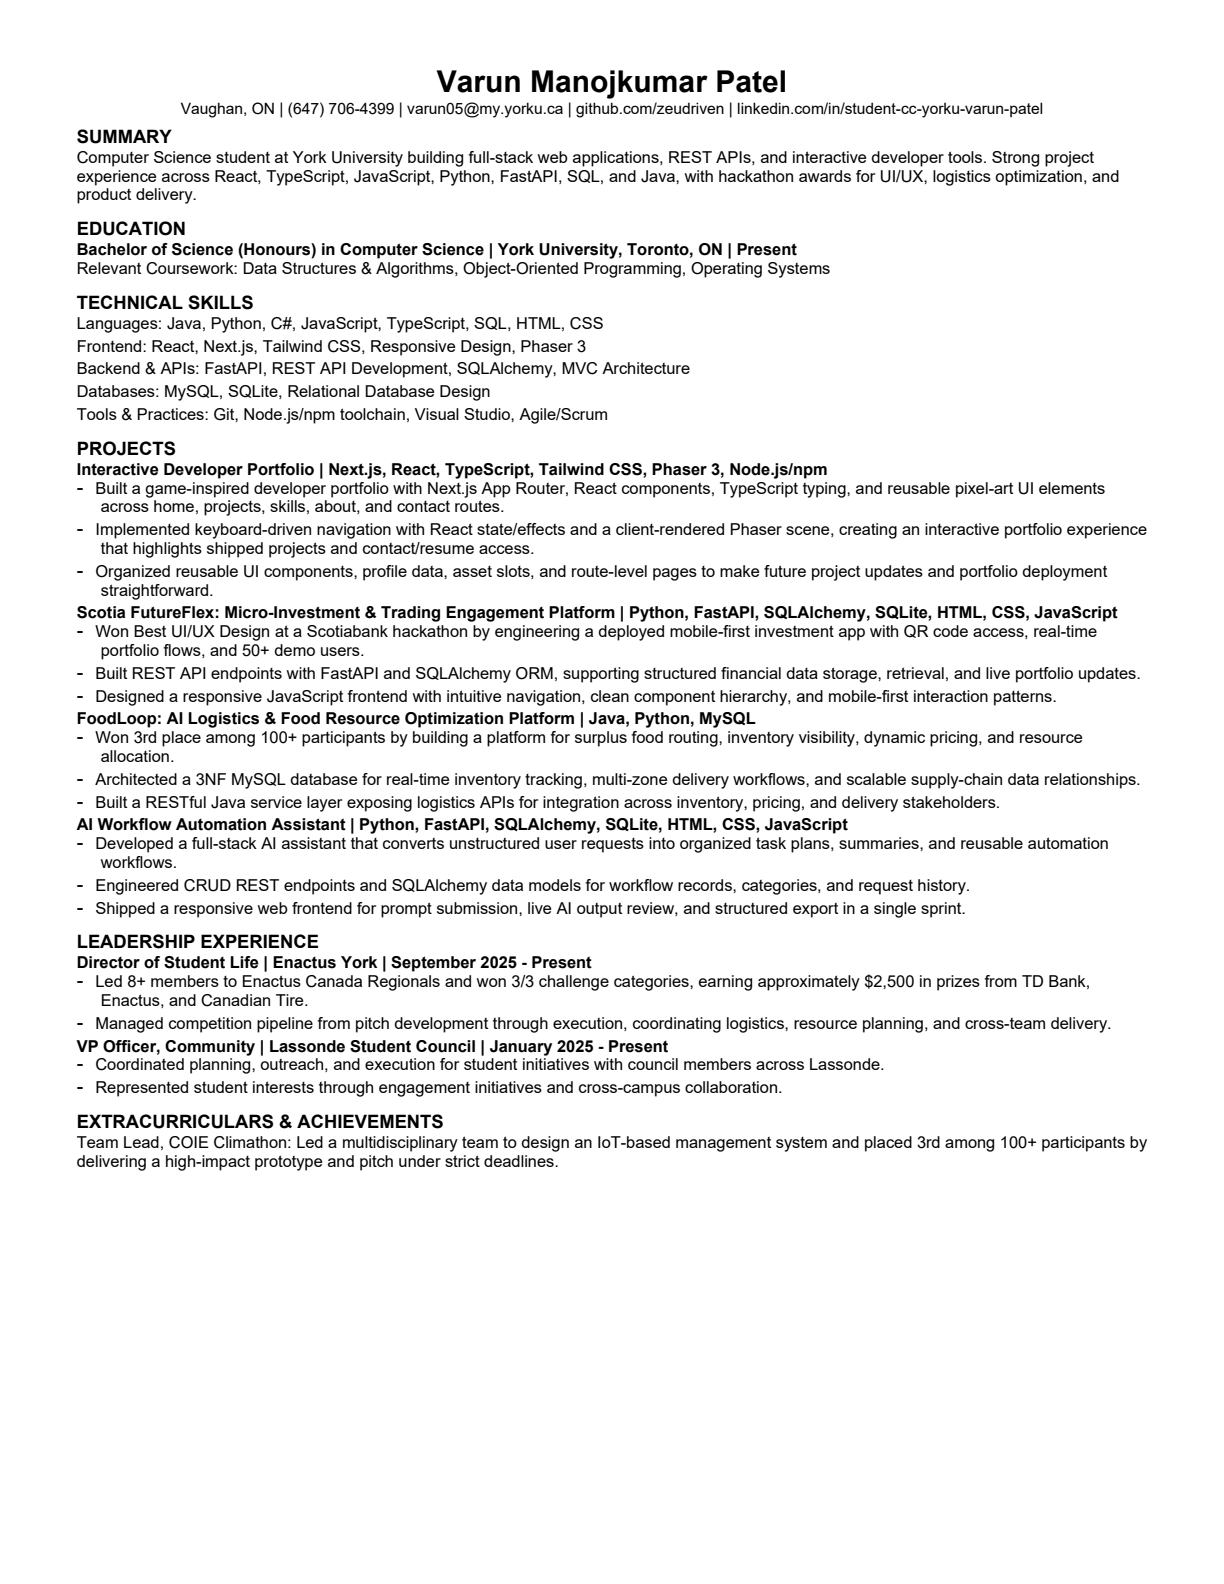 Varun Manojkumar Patel
Vaughan, ON | (647) 706-4399 | varun05@my.yorku.ca | github.com/zeudriven | linkedin.com/in/student-cc-yorku-varun-patel
SUMMARY
Computer Science student at York University building full-stack web applications, REST APIs, and interactive developer tools. Strong project
experience across React, TypeScript, JavaScript, Python, FastAPI, SQL, and Java, with hackathon awards for UI/UX, logistics optimization, and
product delivery.
EDUCATION
Bachelor of Science (Honours) in Computer Science | York University, Toronto, ON | Present
Relevant Coursework: Data Structures & Algorithms, Object-Oriented Programming, Operating Systems
TECHNICAL SKILLS
Languages: Java, Python, C#, JavaScript, TypeScript, SQL, HTML, CSS
Frontend: React, Next.js, Tailwind CSS, Responsive Design, Phaser 3
Backend & APIs: FastAPI, REST API Development, SQLAlchemy, MVC Architecture
Databases: MySQL, SQLite, Relational Database Design
Tools & Practices: Git, Node.js/npm toolchain, Visual Studio, Agile/Scrum
PROJECTS
Interactive Developer Portfolio | Next.js, React, TypeScript, Tailwind CSS, Phaser 3, Node.js/npm
- Built a game-inspired developer portfolio with Next.js App Router, React components, TypeScript typing, and reusable pixel-art UI elements
across home, projects, skills, about, and contact routes.
- Implemented keyboard-driven navigation with React state/effects and a client-rendered Phaser scene, creating an interactive portfolio experience
that highlights shipped projects and contact/resume access.
- Organized reusable UI components, profile data, asset slots, and route-level pages to make future project updates and portfolio deployment
straightforward.
Scotia FutureFlex: Micro-Investment & Trading Engagement Platform | Python, FastAPI, SQLAlchemy, SQLite, HTML, CSS, JavaScript
- Won Best UI/UX Design at a Scotiabank hackathon by engineering a deployed mobile-first investment app with QR code access, real-time
portfolio flows, and 50+ demo users.
- Built REST API endpoints with FastAPI and SQLAlchemy ORM, supporting structured financial data storage, retrieval, and live portfolio updates.
- Designed a responsive JavaScript frontend with intuitive navigation, clean component hierarchy, and mobile-first interaction patterns.
FoodLoop: AI Logistics & Food Resource Optimization Platform | Java, Python, MySQL
- Won 3rd place among 100+ participants by building a platform for surplus food routing, inventory visibility, dynamic pricing, and resource
allocation.
- Architected a 3NF MySQL database for real-time inventory tracking, multi-zone delivery workflows, and scalable supply-chain data relationships.
- Built a RESTful Java service layer exposing logistics APIs for integration across inventory, pricing, and delivery stakeholders.
AI Workflow Automation Assistant | Python, FastAPI, SQLAlchemy, SQLite, HTML, CSS, JavaScript
- Developed a full-stack AI assistant that converts unstructured user requests into organized task plans, summaries, and reusable automation
workflows.
- Engineered CRUD REST endpoints and SQLAlchemy data models for workflow records, categories, and request history.
- Shipped a responsive web frontend for prompt submission, live AI output review, and structured export in a single sprint.
LEADERSHIP EXPERIENCE
Director of Student Life | Enactus York | September 2025 - Present
- Led 8+ members to Enactus Canada Regionals and won 3/3 challenge categories, earning approximately $2,500 in prizes from TD Bank,
Enactus, and Canadian Tire.
- Managed competition pipeline from pitch development through execution, coordinating logistics, resource planning, and cross-team delivery.
VP Officer, Community | Lassonde Student Council | January 2025 - Present
- Coordinated planning, outreach, and execution for student initiatives with council members across Lassonde.
- Represented student interests through engagement initiatives and cross-campus collaboration.
EXTRACURRICULARS & ACHIEVEMENTS
Team Lead, COIE Climathon: Led a multidisciplinary team to design an IoT-based management system and placed 3rd among 100+ participants by
delivering a high-impact prototype and pitch under strict deadlines.